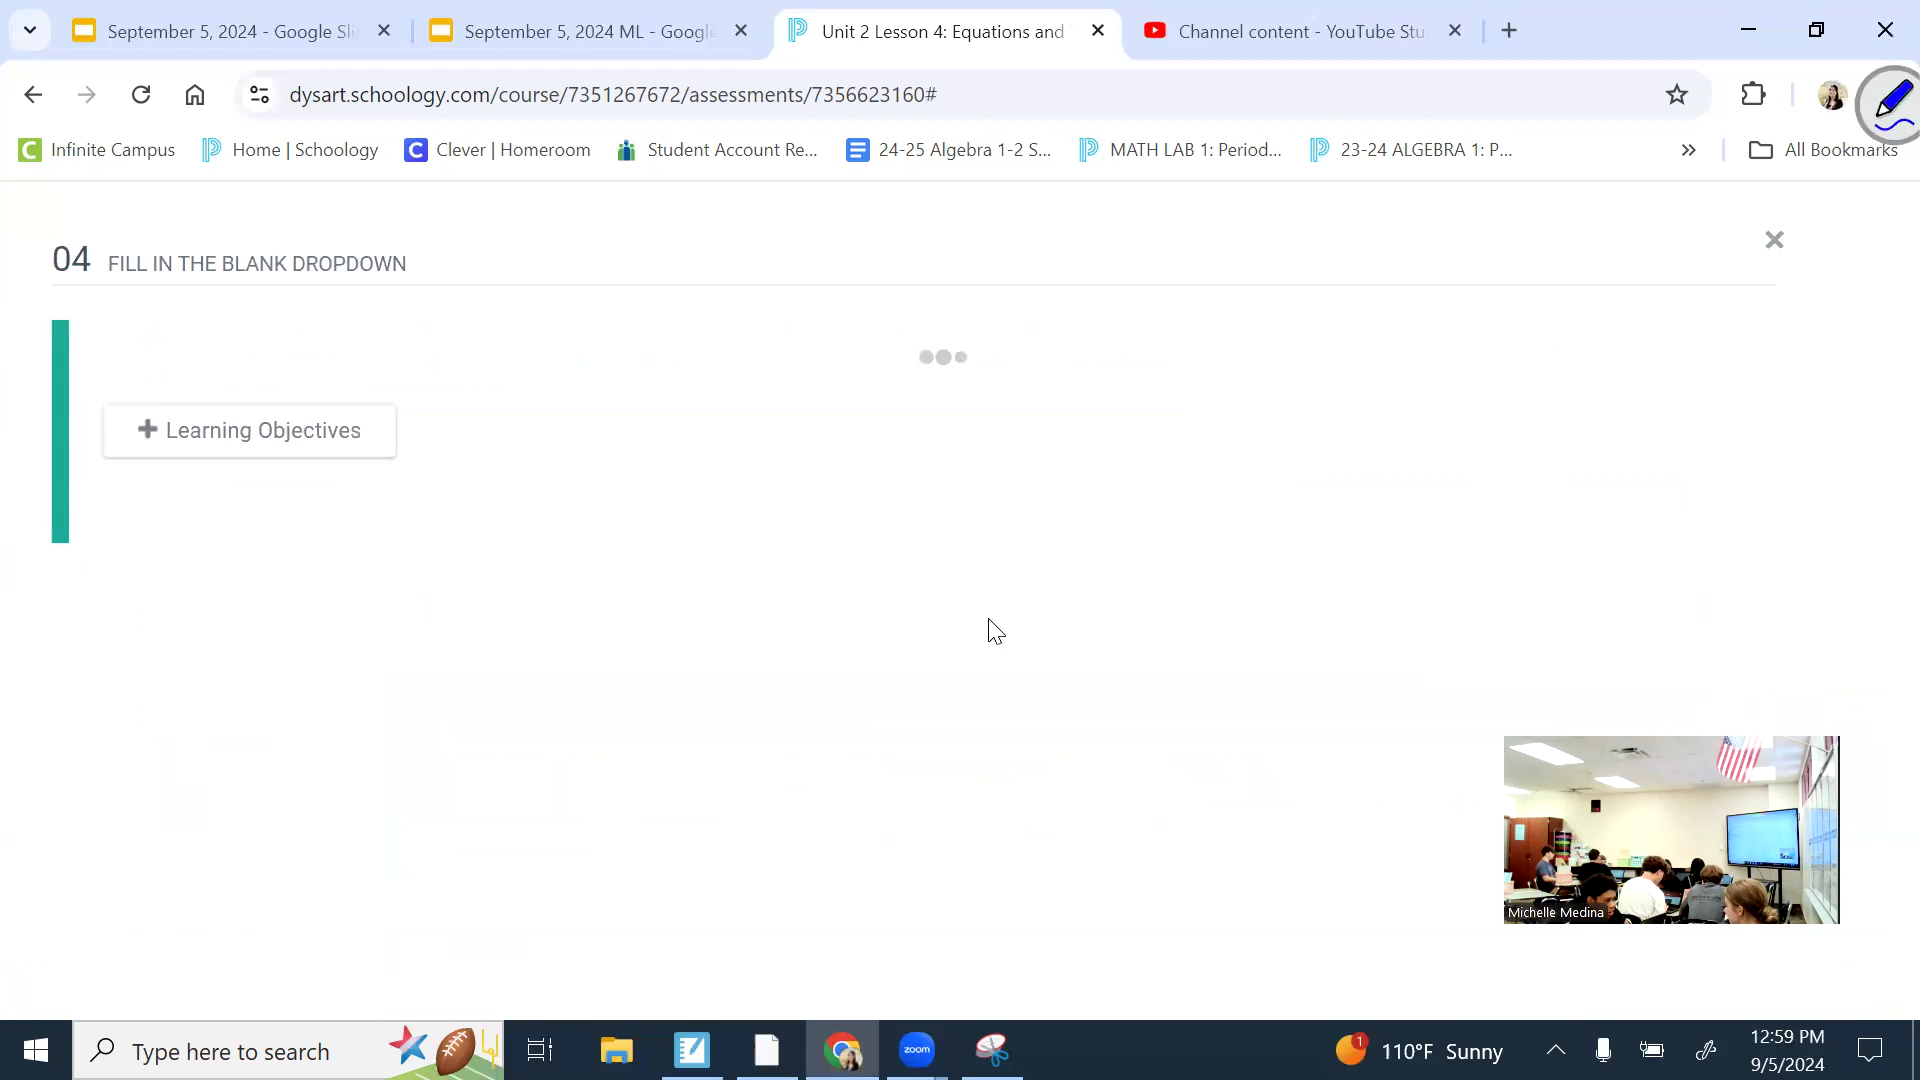 September 5, 2024 - Google Sli
September 5, 2024 ML - Google
Unit 2 Lesson 4: Equations and
Channel content - YouTube Stu
dysart.schoology.com/course/7351267672/assessments/7356623160#
Infinite Campus
Home | Schoology
Clever | Homeroom
Student Account Re...
24-25 Algebra 1-2 S...
MATH LAB 1: Period...
23-24 ALGEBRA 1: P...
All Bookmarks
04 FILL IN THE BLANK DROPDOWN
Learning Objectives
Michelle Medina
Type here to search
zoom
1
110°F Sunny
12:59 PM
9/5/2024